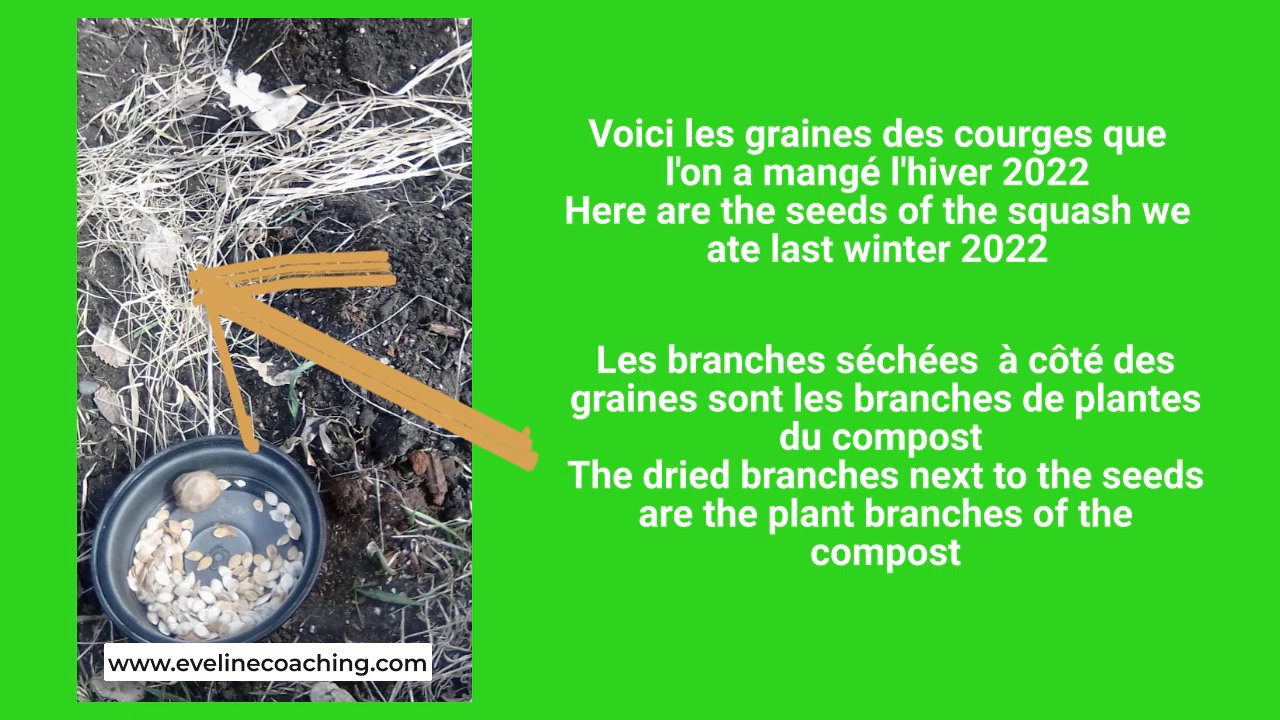 Voici les graines des courges que
l'on a mangé l'hiver 2022
Here are the seeds of the squash we
ate last winter 2022
Les branches séchées  à côté des
graines sont les branches de plantes
du compost
The dried branches next to the seeds
are the plant branches of the
compost
www.evelinecoaching.com